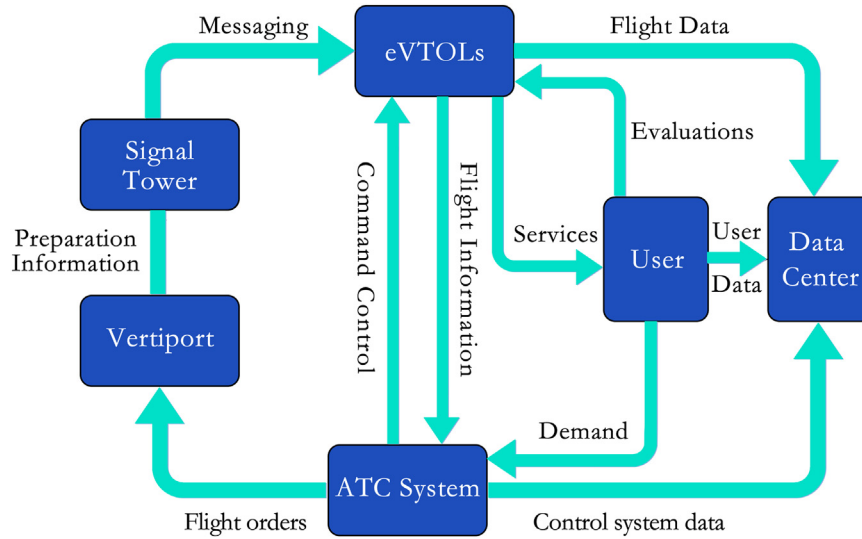 Messaging
eVTOLs
Flight Data
Signal
Tower
Evaluations
Preparation
Information
Command Control
Flight Information
Services
User
User
Data
Data
Center
Vertiport
Demand
ATC System
Flight orders
Control system data